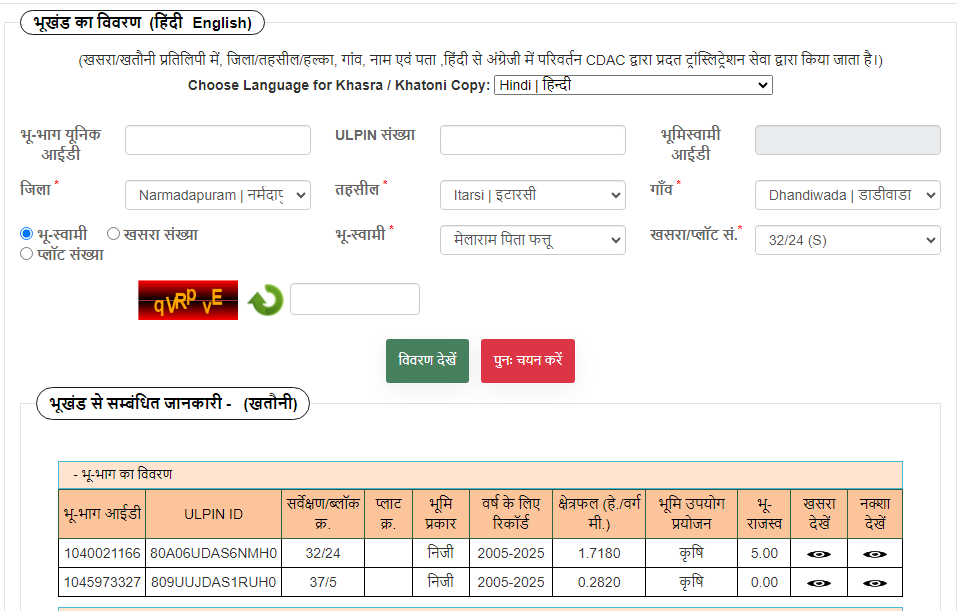 भूखंड का विवरण (हिंदी English)
(खसरा/खतौनी प्रतिलिपी में, जिला/तहसील/हल्का, गांव, नाम एवं पता ,हिंदी से अंग्रेजी में परिवर्तन CDAC द्वारा प्रदत ट्रांस्लिट्रेशन सेवा द्वारा किया जाता है।)
Choose Language for Khasra / Khatoni Copy: Hindi | हिन्दी
भू-भाग यूनिक आईडी
ULPIN संख्या
भूमिस्वामी आईडी
जिला * Narmadapuram | नर्मदापु
तहसील * Itarsi | इटारसी
गाँव * Dhandiwada | डाडीवाडा
भू-स्वामी खसरा संख्या
प्लॉट संख्या
भू-स्वामी * मेलाराम पिता फत्तू
खसरा/प्लॉट सं.* 32/24 (S)
qVRp vE
विवरण देखें पुनः चयन करें
भूखंड से सम्बंधित जानकारी - (खतौनी)
- भू-भाग का विवरण
भू-भाग आईडी ULPIN ID सर्वेक्षण/ब्लॉक क्र. प्लाट क्र. भूमि प्रकार वर्ष के लिए रिकॉर्ड क्षेत्रफल (हे./वर्ग मी.) भूमि उपयोग प्रयोजन भू-राजस्व खसरा देखें नक्शा देखें
1040021166 80A06UDAS6NMH0 32/24 निजी 2005-2025 1.7180 कृषि 5.00
1045973327 809UUJDAS1RUH0 37/5 निजी 2005-2025 0.2820 कृषि 0.00